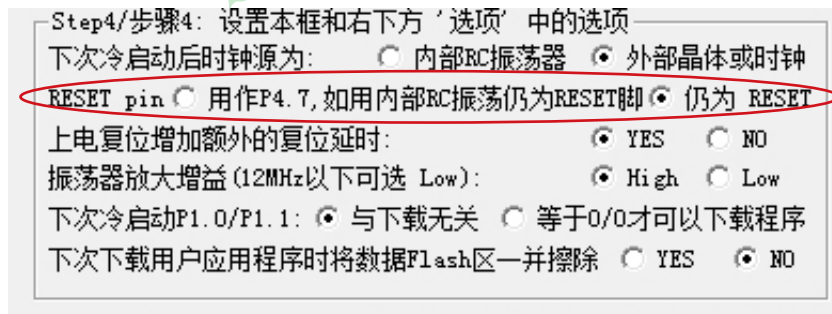 Step4/步骤4: 设置本框和右下方 '选项' 中的选项
下次冷启动后时钟源为: 内部RC振荡器 外部晶体或时钟
RESET pin 用作P4.7,如用内部RC振荡仍为RESET脚 仍为 RESET
上电复位增加额外的复位延时: YES NO
振荡器放大增益(12MHz以下可选 Low): High Low
下次冷启动P1.0/P1.1: 与下载无关 等于0/0才可以下载程序
下次下载用户应用程序时将数据Flash区一并擦除 YES NO